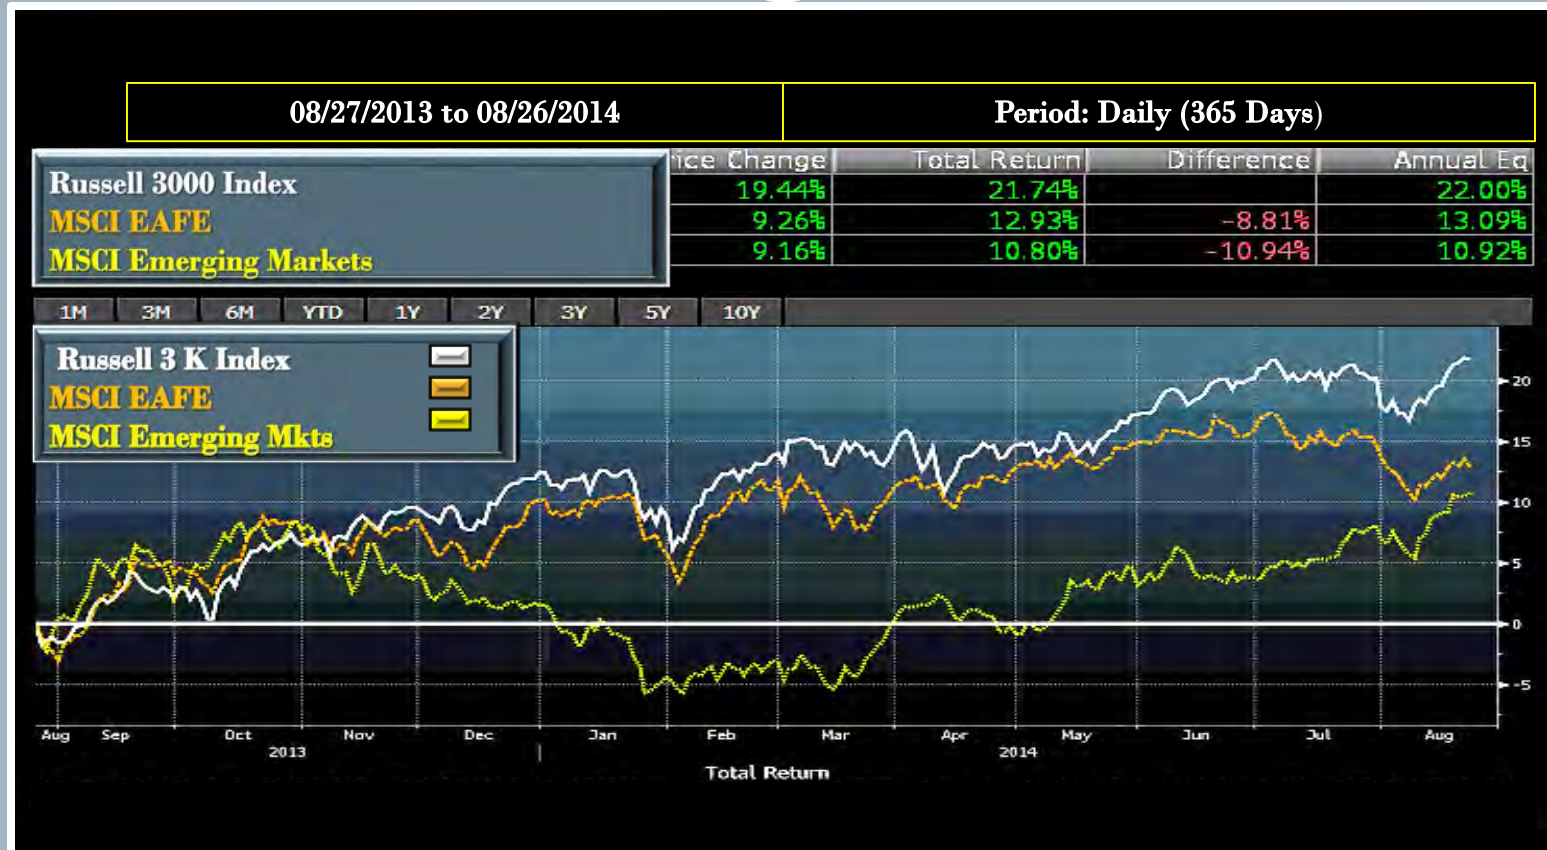 08/27/2013 to 08/26/2014 Period: Daily (365 Days)
rice Change Total Return Difference Annual Eq
Russell 3000 Index 19.44% 21.74% 22.00%
MSCI EAFE 9.26% 12.93% -8.81% 13.09%
MSCI Emerging Markets 9.16% 10.80% -10.94% 10.92%
1M 3M 6M YTD 1Y 2Y 3Y 5Y 10Y
Russell 3 K Index
MSCI EAFE
MSCI Emerging Mkts
20
15
10
5
0
-5
Aug Sep Oct Nov Dec Jan Feb Mar Apr May Jun Jul Aug
2013 2014
Total Return